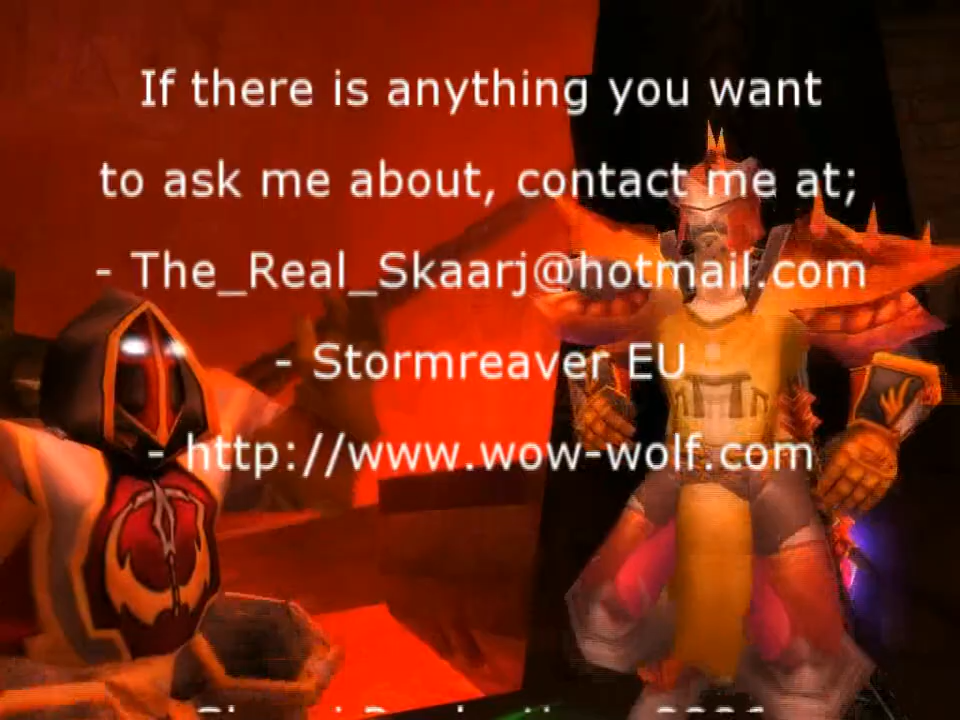 If there is anything you want
to ask me about, contact me at;
- The_Real_Skaarj@hotmail.com
- Stormreaver EU
- http://www.wow-wolf.com